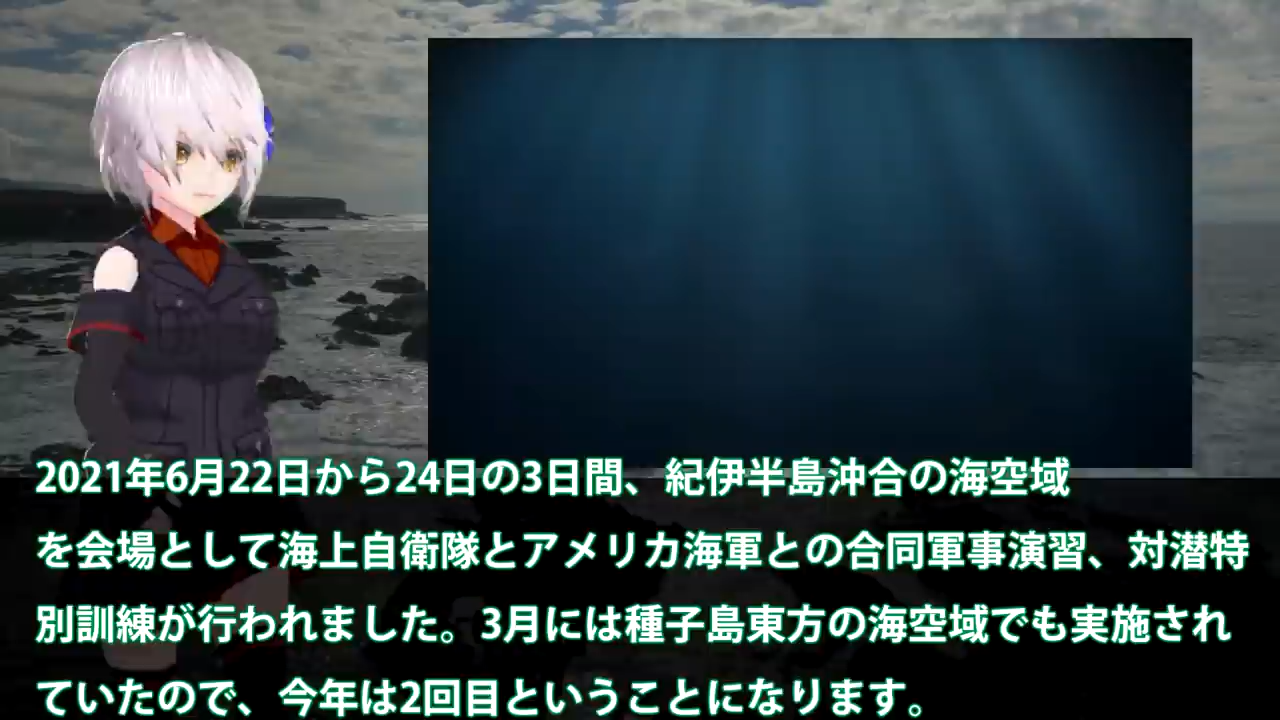 2021年6月22日から24日の3日間、紀伊半島沖合の海空域
を会場として海上自衛隊とアメリカ海軍との合同軍事演習、対潜特
別訓練が行われました。3月には種子島東方の海空域でも実施され
ていたので、今年は2回目ということになります。